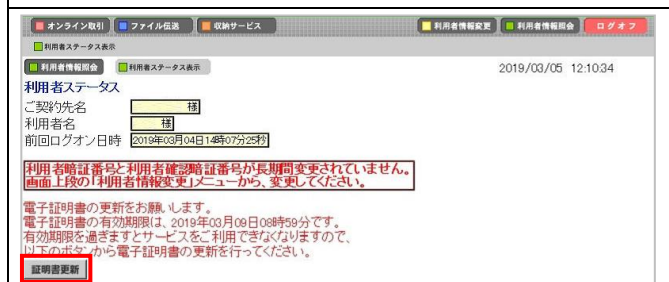 オンライン取引 ファイル伝送 収納サービス 利用者情報変更 利用者情報照会 ログオフ
利用者ステータス表示
利用者情報照会 利用者ステータス表示 2019/03/05 12:10:34
利用者ステータス
ご契約先名 様
利用者名 様
前回ログオン日時 2019年03月04日14時07分25秒
利用者暗証番号と利用者確認暗証番号が長期間変更されていません。
画面上段の「利用者情報変更」メニューから、変更してください。
電子証明書の更新をお願いします。
電子証明書の有効期限は、2019年03月09日08時59分です。
有効期限を過ぎますとサービスをご利用できなくなりますので、
以下のボタンから電子証明書の更新を行ってください。
証明書更新